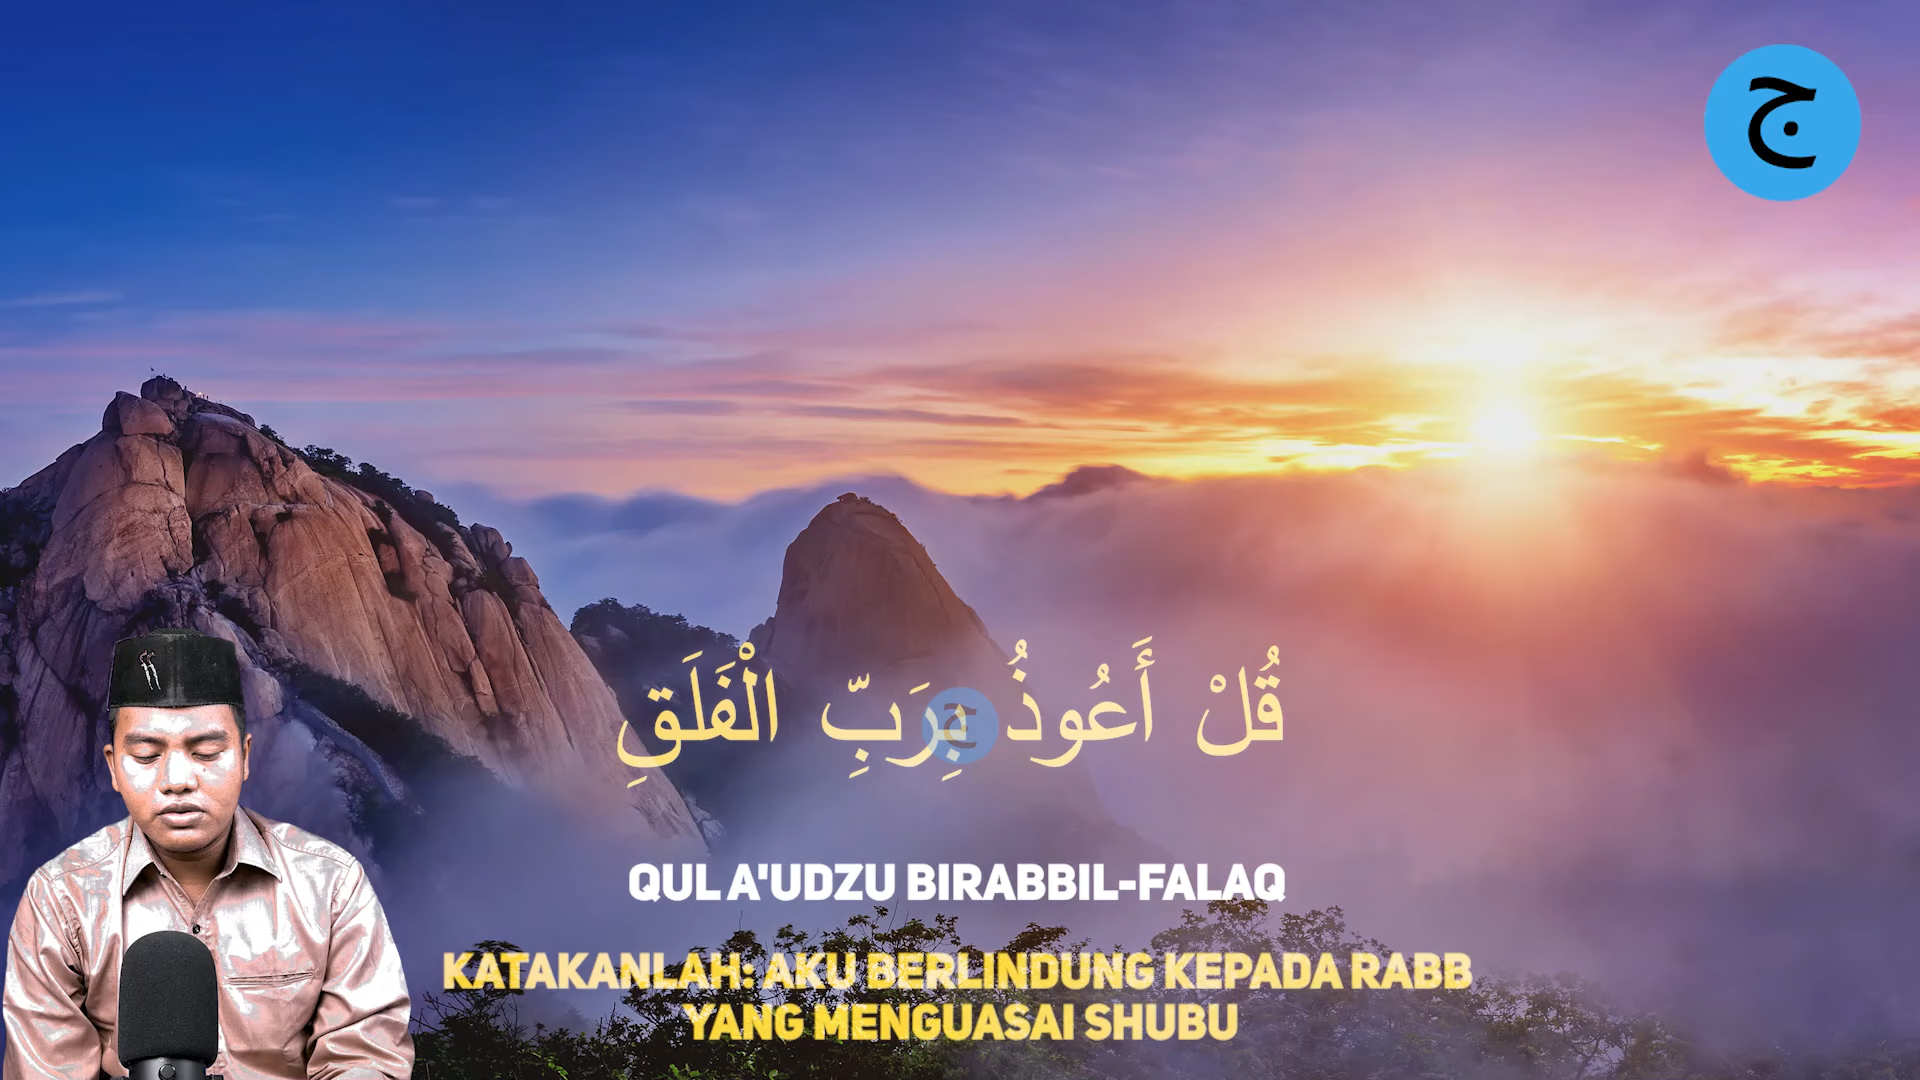 ج
قُلْ أَعُوذُ بِرَبِّ الْفَلَقِ
ج
QUL A'UDZU BIRABBIL-FALAQ
KATAKANLAH: AKU BERLINDUNG KEPADA RABB
YANG MENGUASAI SHUBU